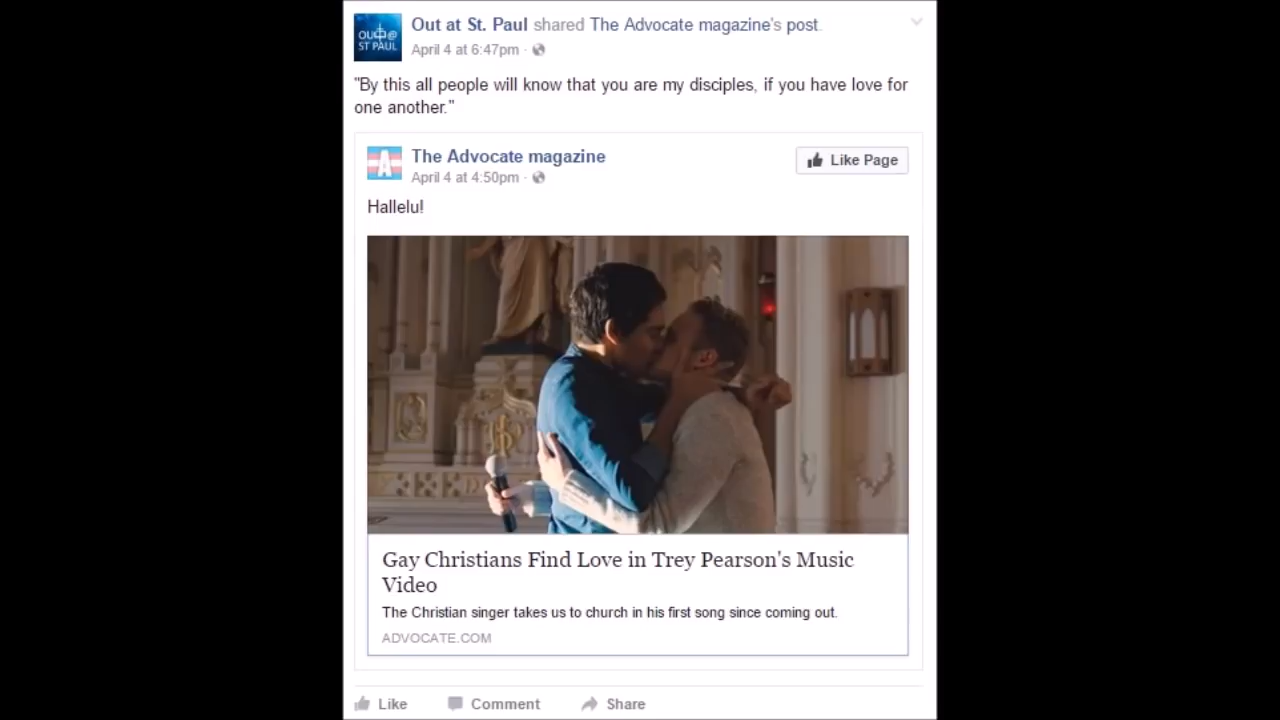 Out at St. Paul shared The Advocate magazine's post.
April 4 at 6:47pm ·
OUT@
ST PAUL
"By this all people will know that you are my disciples, if you have love for
one another."
A
The Advocate magazine
April 4 at 4:50pm ·
Like Page
Hallelu!
Gay Christians Find Love in Trey Pearson's Music
Video
The Christian singer takes us to church in his first song since coming out.
ADVOCATE.COM
Like Comment Share